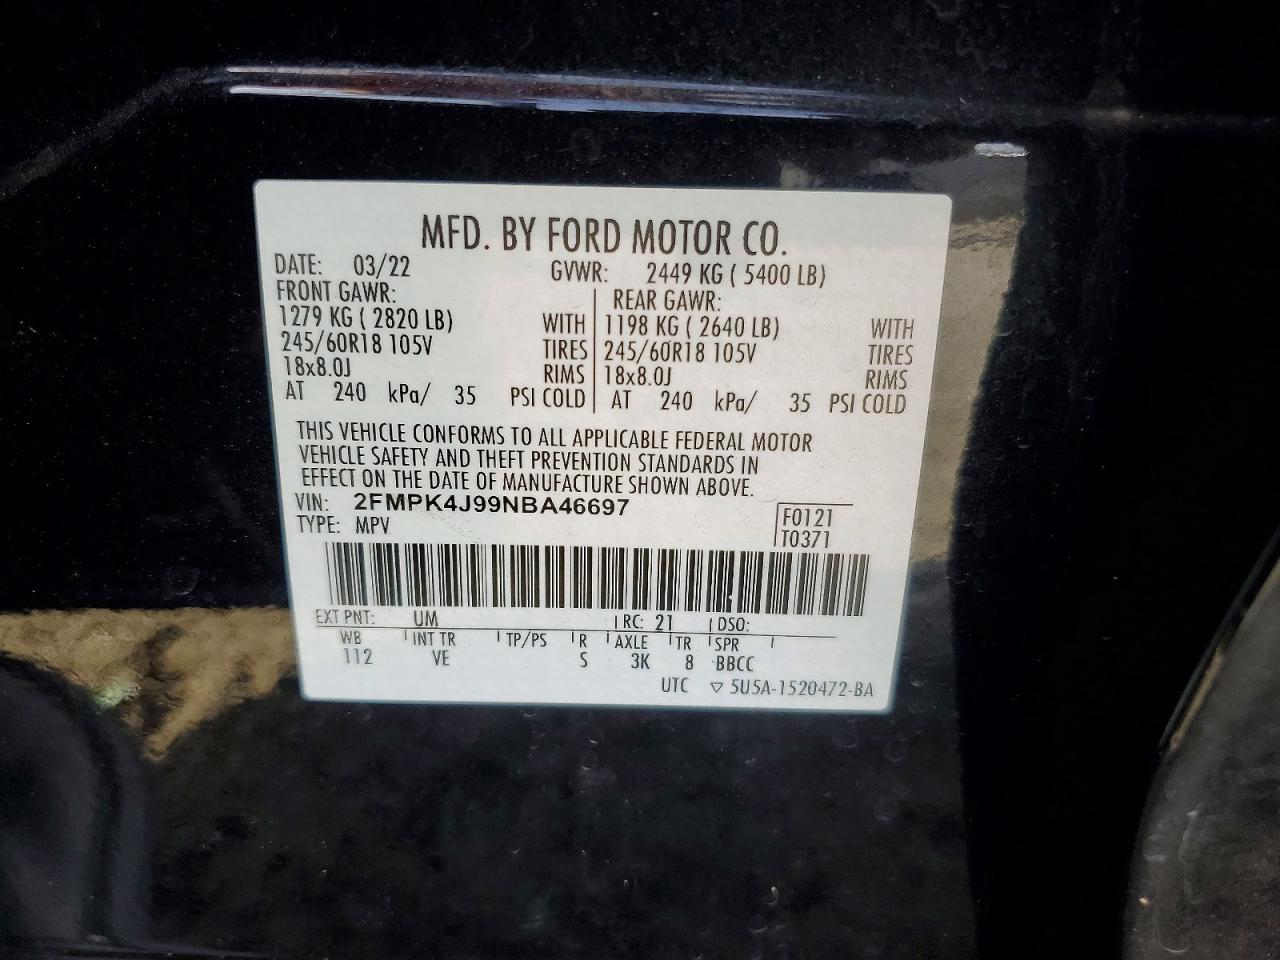 MFD. BY FORD MOTOR CO.
DATE: 03/22 GVWR: 2449 KG ( 5400 LB)
FRONT GAWR: REAR GAWR:
1279 KG ( 2820 LB) WITH 1198 KG ( 2640 LB) WITH
245/60R18 105V TIRES 245/60R18 105V TIRES
18x8.0J RIMS 18x8.0J RIMS
AT 240 kPa/ 35 PSI COLD AT 240 kPa/ 35 PSI COLD
THIS VEHICLE CONFORMS TO ALL APPLICABLE FEDERAL MOTOR
VEHICLE SAFETY AND THEFT PREVENTION STANDARDS IN
EFFECT ON THE DATE OF MANUFACTURE SHOWN ABOVE.
VIN: 2FMPK4J99NBA46697 F0121
TYPE: MPV T0371
EXT PNT: UM RC: 21 DSO:
WB INT TR TP/PS R AXLE TR SPR
112 VE S 3K 8 BBCC
UTC ▽ 5U5A-1520472-BA